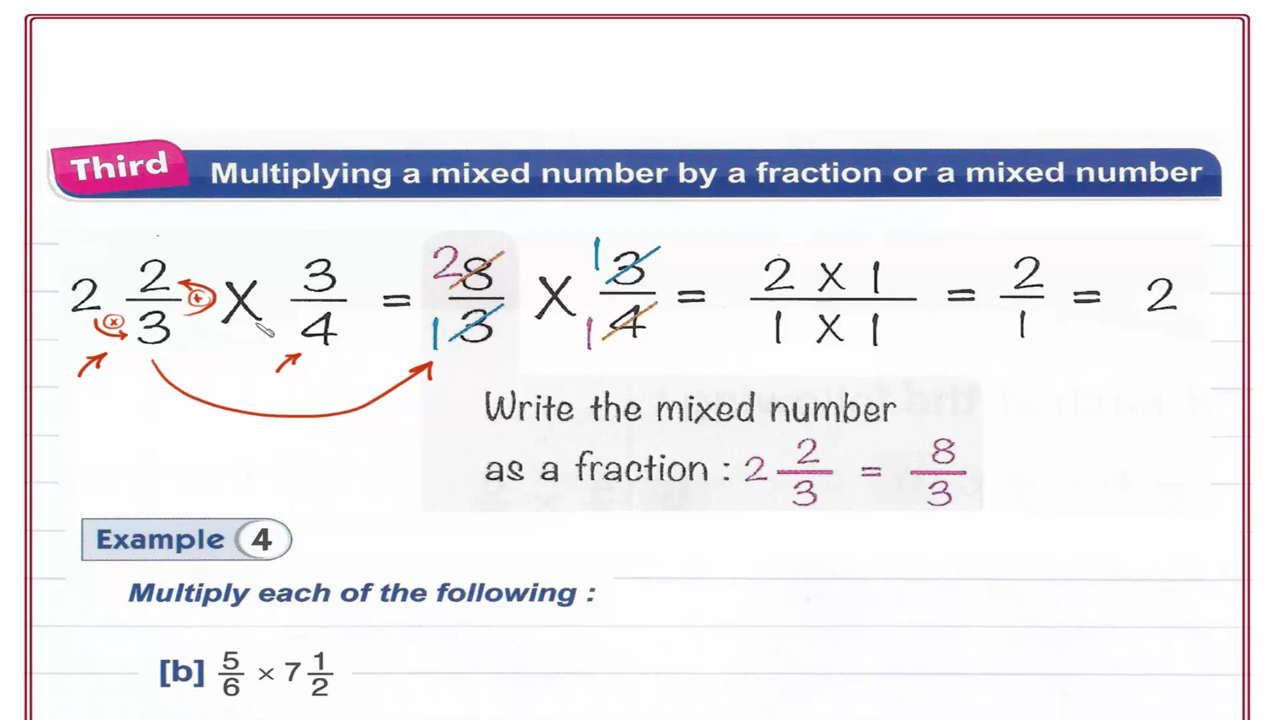 Third Multiplying a mixed number by a fraction or a mixed number
2 2/3 × 3/4 = 8/3 × 3/4 = 2 × 1 / 1 × 1 = 2/1 = 2
2 1
1 1
(×) (+)
Write the mixed number
as a fraction : 2 2/3 = 8/3
Example 4
Multiply each of the following :
[b] 5/6 × 7 1/2